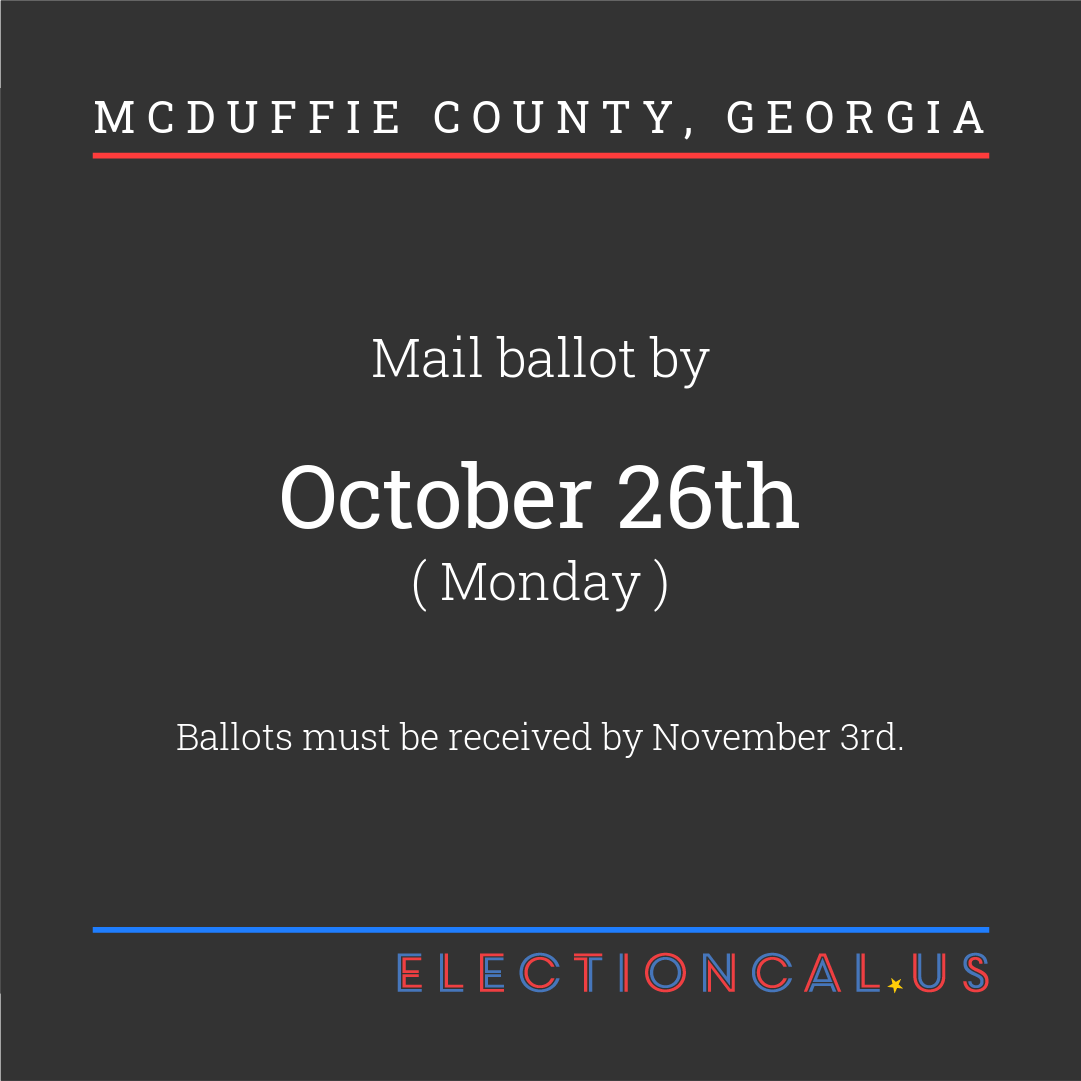 MCDUFFIE COUNTY, GEORGIA
Mail ballot by
October 26th
( Monday )
Ballots must be received by November 3rd.
ELECTIONCAL.US